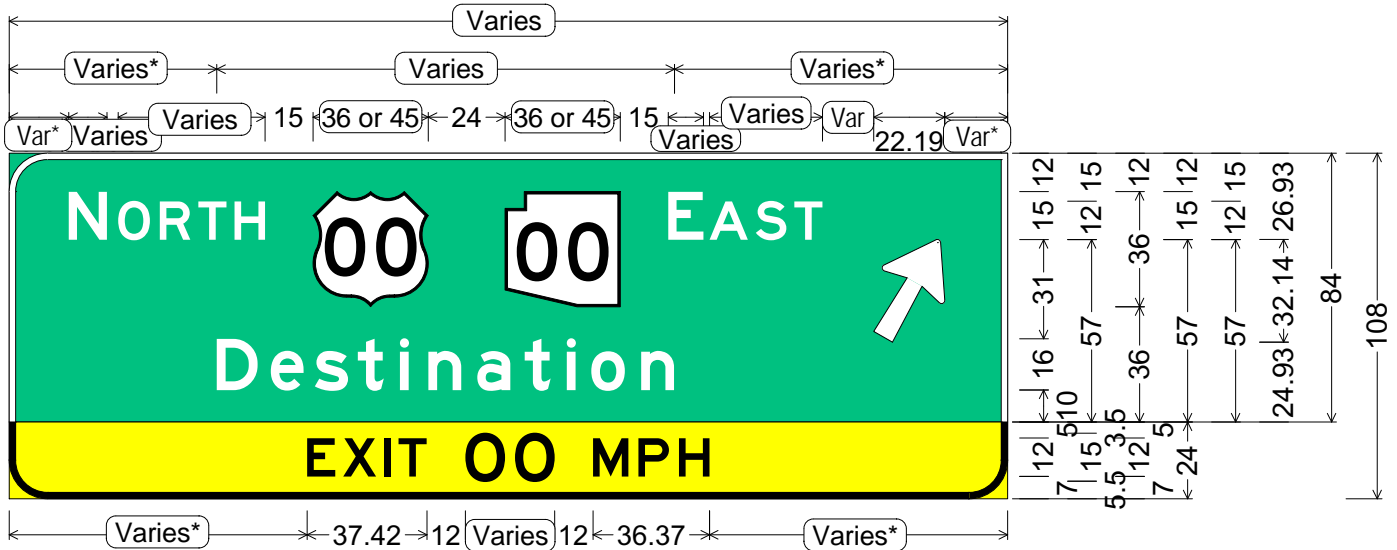 Varies
Varies* Varies Varies*
Var* Varies Varies 15 36 or 45 24 36 or 45 15 Varies Varies Var 22.19 Var*
NORTH 00 00 EAST
Destination
EXIT 00 MPH
12 15 31 16 10
15 12 57
12 36 36
12 15 57
15 12 57
26.93 32.14 24.93
84
108
5 12 7
15
3.5 12 5.5
5 7
24
Varies* 37.42 12 Varies 12 36.37 Varies*